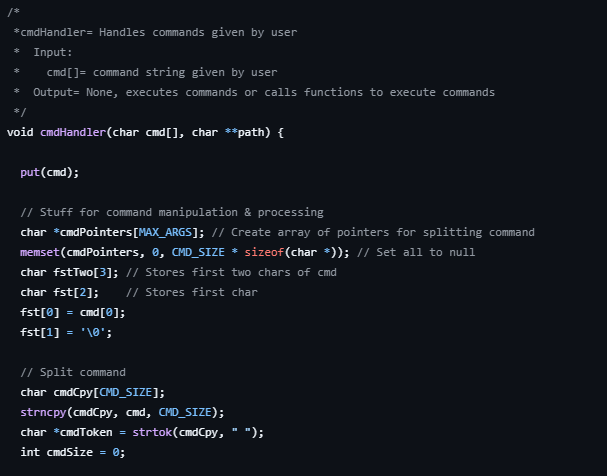 /*
 *cmdHandler= Handles commands given by user
 *  Input:
 *    cmd[]= command string given by user
 *  Output= None, executes commands or calls functions to execute commands
 */
void cmdHandler(char cmd[], char **path) {
  put(cmd);
  // Stuff for command manipulation & processing
  char *cmdPointers[MAX_ARGS]; // Create array of pointers for splitting command
  memset(cmdPointers, 0, CMD_SIZE * sizeof(char *)); // Set all to null
  char fstTwo[3]; // Stores first two chars of cmd
  char fst[2];    // Stores first char
  fst[0] = cmd[0];
  fst[1] = '\0';
  // Split command
  char cmdCpy[CMD_SIZE];
  strncpy(cmdCpy, cmd, CMD_SIZE);
  char *cmdToken = strtok(cmdCpy, " ");
  int cmdSize = 0;